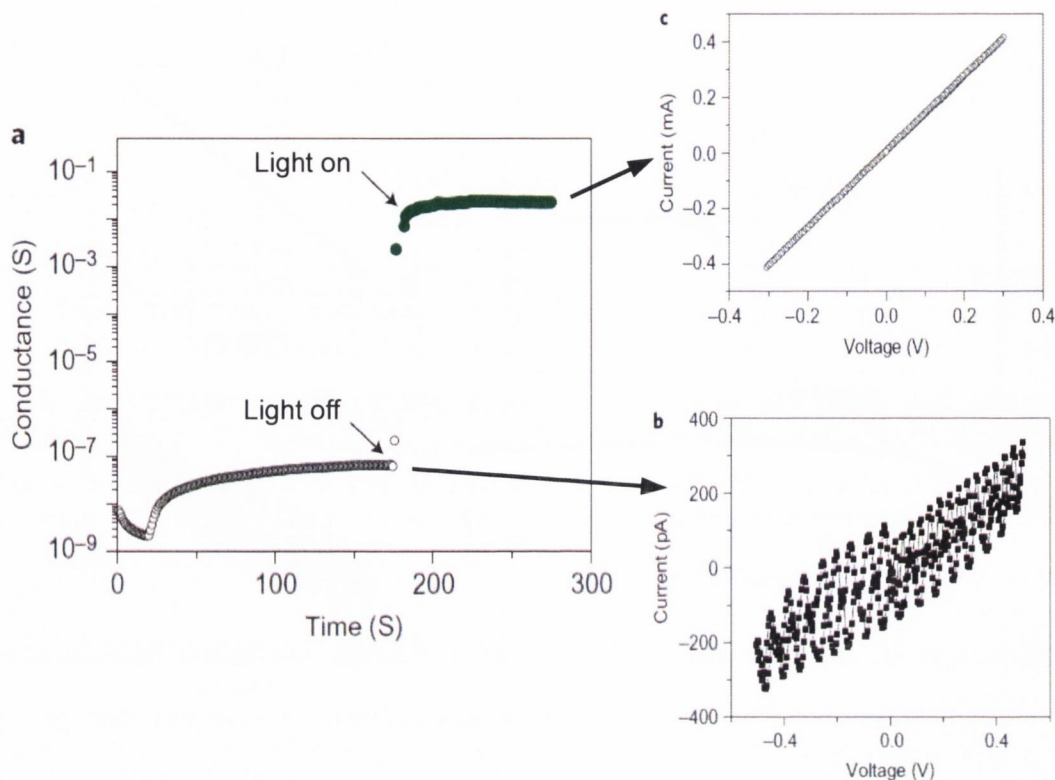 a
Conductance (S)
10⁻¹
10⁻³
10⁻⁵
10⁻⁷
10⁻⁹
Light on
Light off
0
100
200
300
Time (S)
c
Current (mA)
0.4
0.2
0.0
−0.2
−0.4
−0.4
−0.2
0.0
0.2
0.4
Voltage (V)
b
Current (pA)
400
200
0
−200
−400
−0.4
0.0
0.4
Voltage (V)